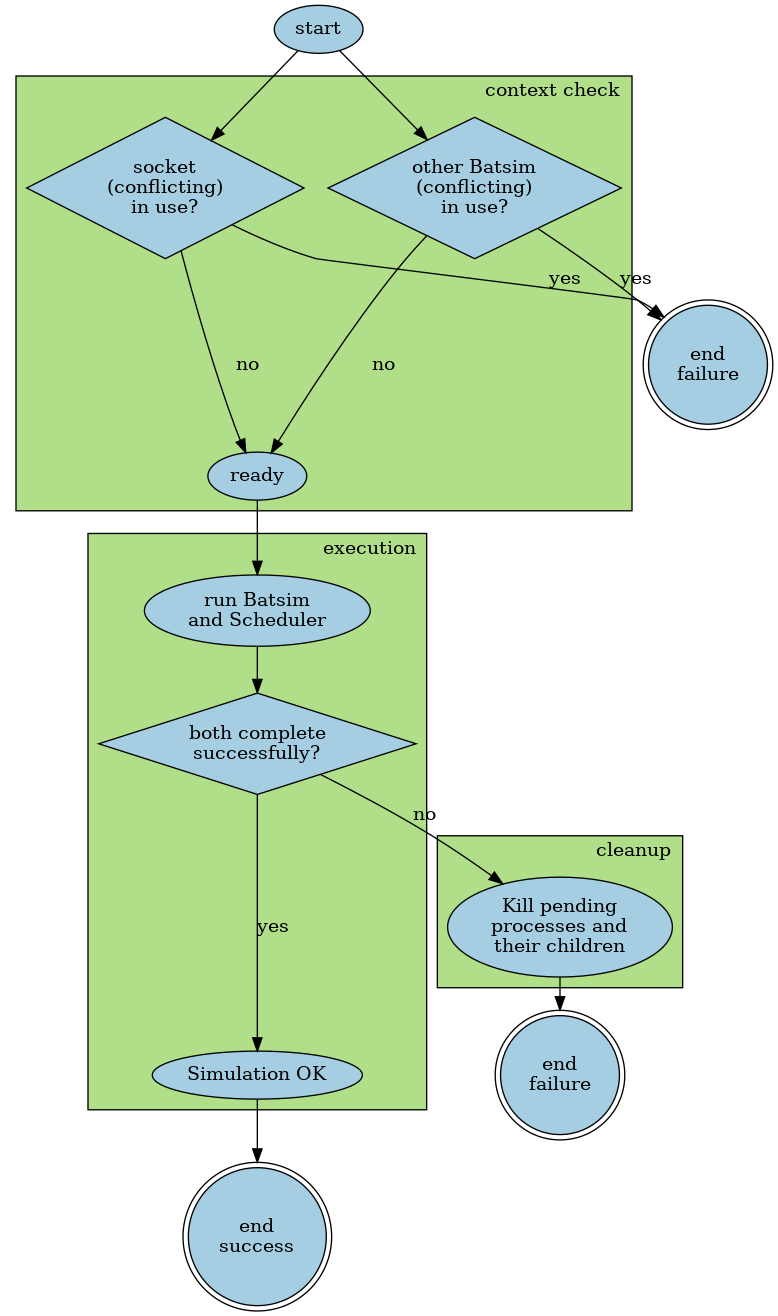 start
context check
socket
(conflicting)
in use?
other Batsim
(conflicting)
in use?
yes
yes
end
failure
no
no
ready
execution
run Batsim
and Scheduler
both complete
successfully?
no
cleanup
Kill pending
processes and
their children
yes
end
failure
Simulation OK
end
success